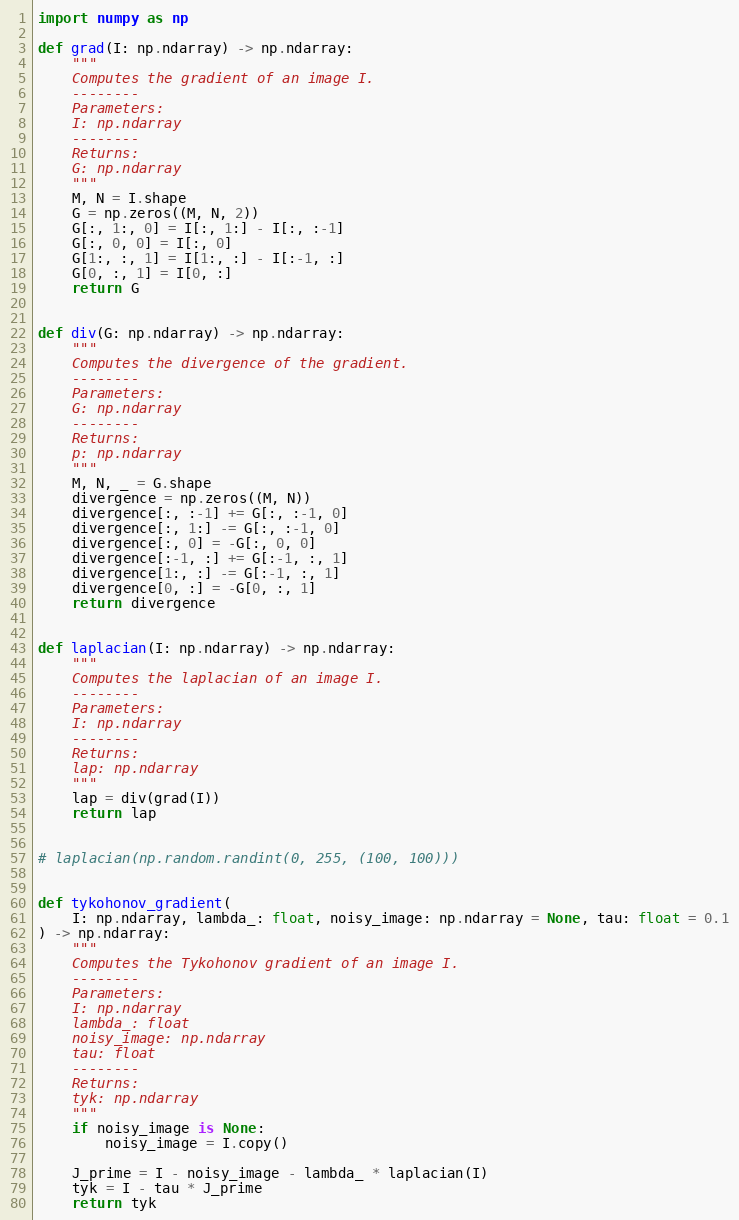 1 import numpy as np
2
3 def grad(I: np.ndarray) -> np.ndarray:
4     """
5     Computes the gradient of an image I.
6     --------
7     Parameters:
8     I: np.ndarray
9     --------
10     Returns:
11     G: np.ndarray
12     """
13     M, N = I.shape
14     G = np.zeros((M, N, 2))
15     G[:, 1:, 0] = I[:, 1:] - I[:, :-1]
16     G[:, 0, 0] = I[:, 0]
17     G[1:, :, 1] = I[1:, :] - I[:-1, :]
18     G[0, :, 1] = I[0, :]
19     return G
20
21
22 def div(G: np.ndarray) -> np.ndarray:
23     """
24     Computes the divergence of the gradient.
25     --------
26     Parameters:
27     G: np.ndarray
28     --------
29     Returns:
30     p: np.ndarray
31     """
32     M, N, _ = G.shape
33     divergence = np.zeros((M, N))
34     divergence[:, :-1] += G[:, :-1, 0]
35     divergence[:, 1:] -= G[:, :-1, 0]
36     divergence[:, 0] = -G[:, 0, 0]
37     divergence[:-1, :] += G[:-1, :, 1]
38     divergence[1:, :] -= G[:-1, :, 1]
39     divergence[0, :] = -G[0, :, 1]
40     return divergence
41
42
43 def laplacian(I: np.ndarray) -> np.ndarray:
44     """
45     Computes the laplacian of an image I.
46     --------
47     Parameters:
48     I: np.ndarray
49     --------
50     Returns:
51     lap: np.ndarray
52     """
53     lap = div(grad(I))
54     return lap
55
56
57 # laplacian(np.random.randint(0, 255, (100, 100)))
58
59
60 def tykohonov_gradient(
61     I: np.ndarray, lambda_: float, noisy_image: np.ndarray = None, tau: float = 0.1
62 ) -> np.ndarray:
63     """
64     Computes the Tykohonov gradient of an image I.
65     --------
66     Parameters:
67     I: np.ndarray
68     lambda_: float
69     noisy_image: np.ndarray
70     tau: float
71     --------
72     Returns:
73     tyk: np.ndarray
74     """
75     if noisy_image is None:
76         noisy_image = I.copy()
77
78     J_prime = I - noisy_image - lambda_ * laplacian(I)
79     tyk = I - tau * J_prime
80     return tyk